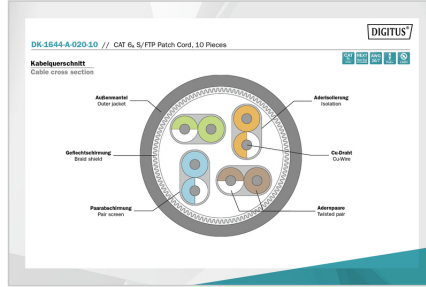 DIGITUS®
DK-1644-A-020-10 // CAT 6A S/FTP Patch Cord, 10 Pieces
Kabelquerschnitt
Cable cross section
Außenmantel
Outer jacket
Aderisolierung
Isolation
Geflechtschirmung
Braid shield
Cu-Draht
Cu-Wire
Paarabschirmung
Pair screen
Adernpaare
Twisted pair